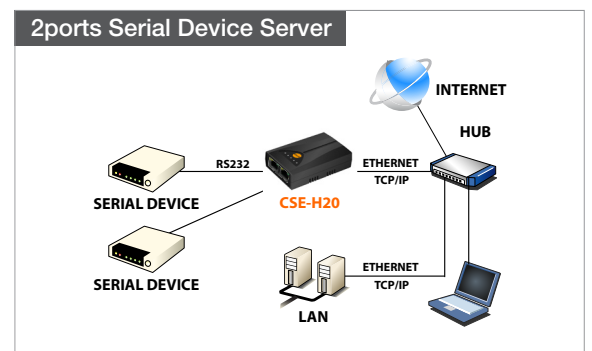 2ports Serial Device Server
INTERNET
HUB
RS232
ETHERNET
TCP/IP
SERIAL DEVICE
CSE-H20
SERIAL DEVICE
ETHERNET
TCP/IP
LAN